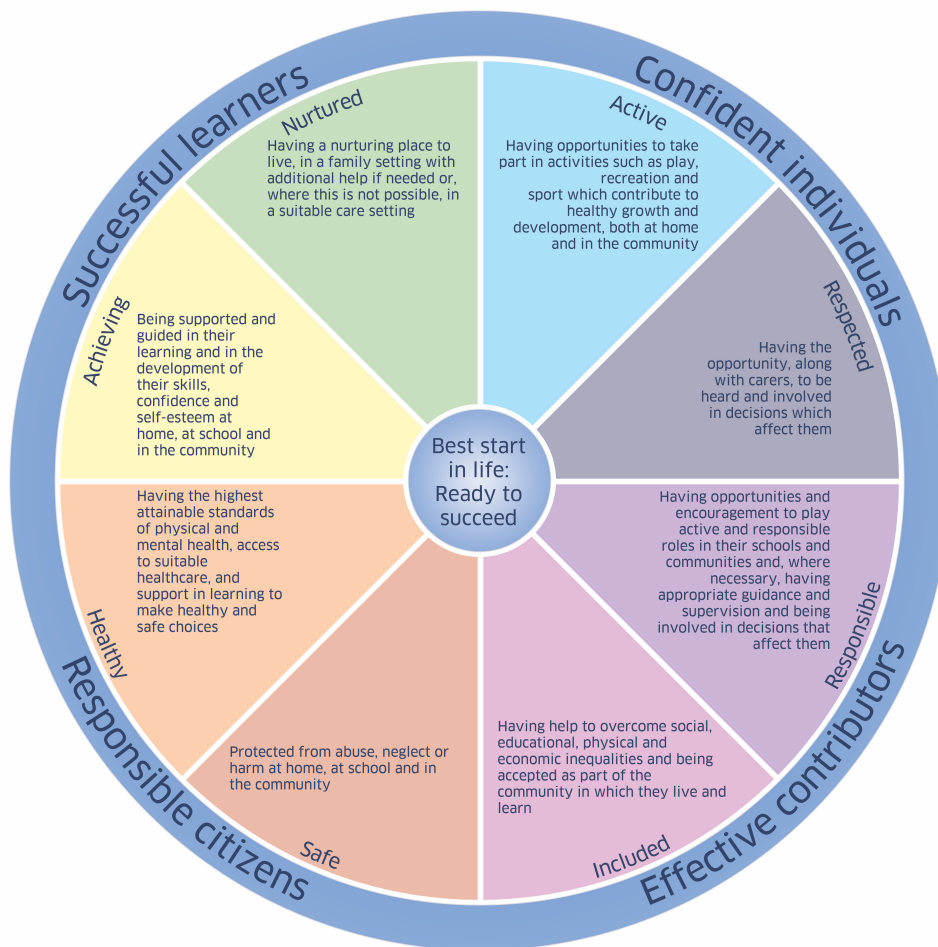 Successful learners
Confident individuals
Nurtured
Having a nurturing place to
live, in a family setting with
additional help if needed or,
where this is not possible, in
a suitable care setting
Active
Having opportunities to take
part in activities such as play,
recreation and
sport which contribute to
healthy growth and
development, both at home
and in the community
Achieving
Being supported and
guided in their
learning and in the
development of
their skills,
confidence and
self-esteem at
home, at school and
in the community
Respected
Having the
opportunity, along
with carers, to be
heard and involved
in decisions which
affect them
Best start
in life:
Ready to
succeed
Having the highest
attainable standards
of physical and
mental health, access
to suitable
healthcare, and
support in learning to
make healthy and
safe choices
Healthy
Having opportunities and
encouragement to play
active and responsible
roles in their schools and
communities and, where
necessary, having
appropriate guidance and
supervision and being
involved in decisions that
affect them
Responsible
Protected from abuse, neglect or
harm at home, at school and in
the community
Safe
Having help to overcome social,
educational, physical and
economic inequalities and being
accepted as part of the
community in which they live and
learn
Included
Responsible citizens
Effective contributors